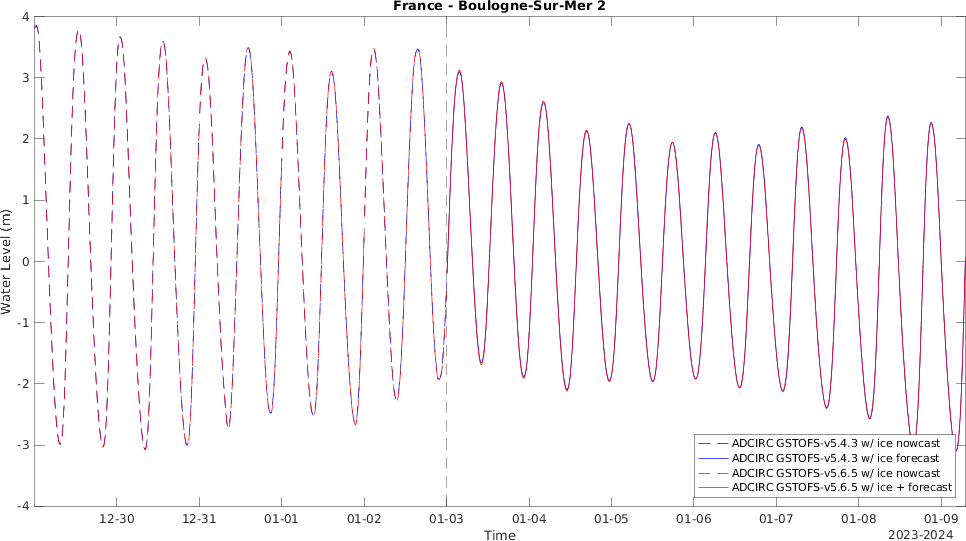 France - Boulogne-Sur-Mer 2
4
3
2
1
0
-1
-2
-3
-4
Water Level (m)
12-30 12-31 01-01 01-02 01-03 01-04 01-05 01-06 01-07 01-08 01-09
Time
2023-2024
ADCIRC GSTOFS-v5.4.3 w/ ice nowcast
ADCIRC GSTOFS-v5.4.3 w/ ice forecast
ADCIRC GSTOFS-v5.6.5 w/ ice nowcast
ADCIRC GSTOFS-v5.6.5 w/ ice + forecast